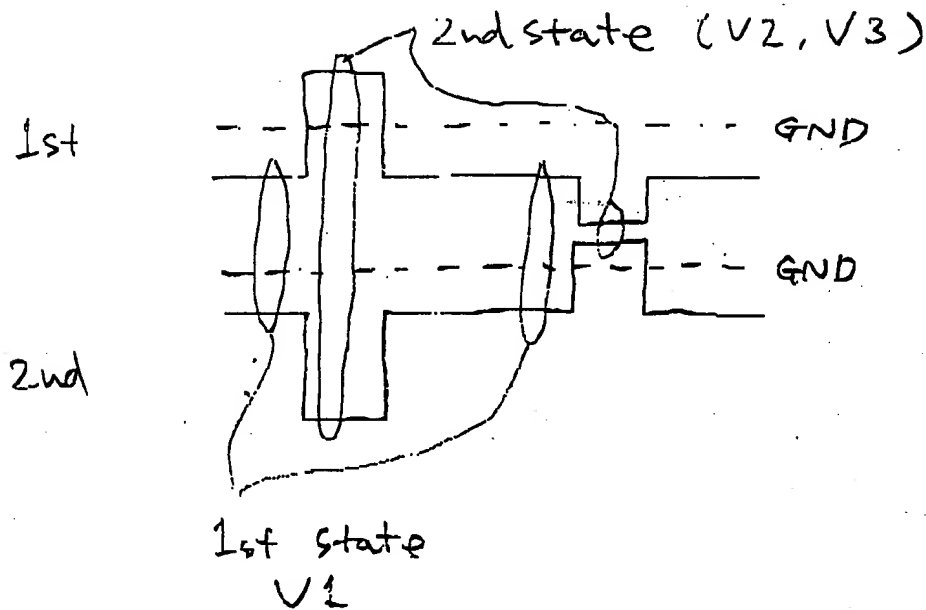 2nd state (V2, V3)
1st
GND
GND
2nd
1st state
V1